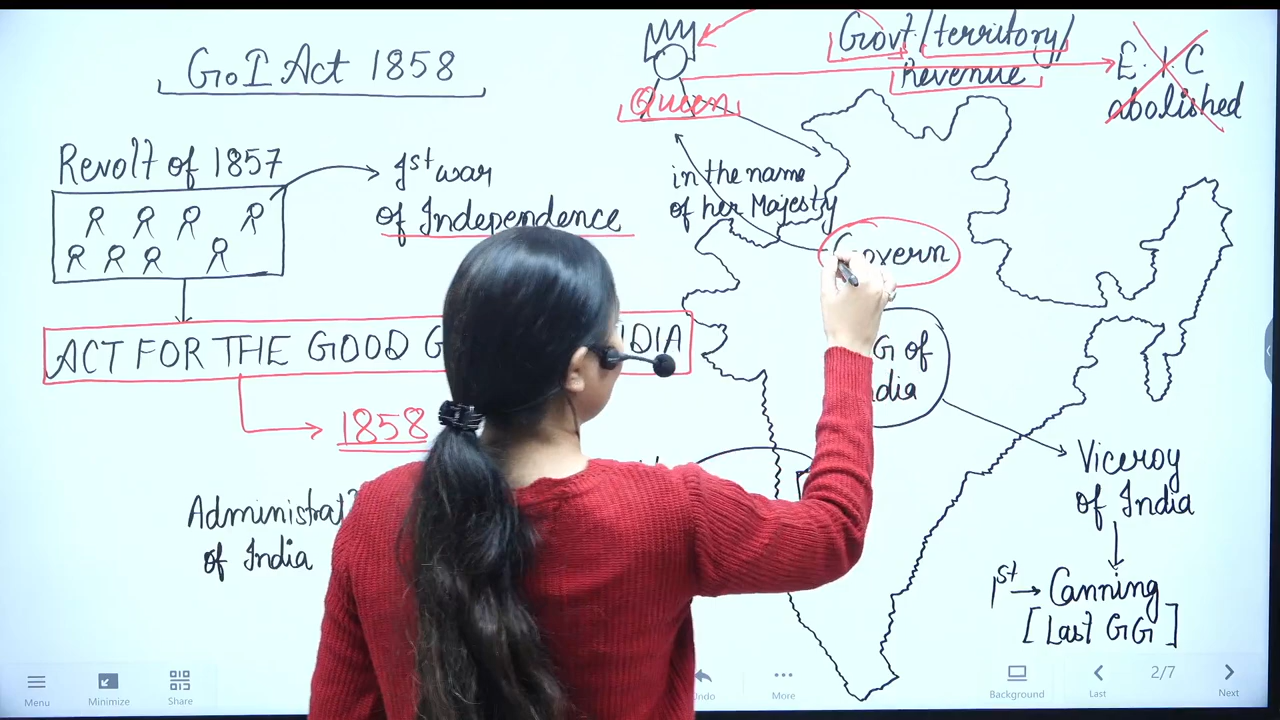 GoI Act 1858
Revolt of 1857
1st war
of Independence
ACT FOR THE GOOD G
DIA
1858
Administrat
of India
Queen
Govt./territory/
Revenue
E.I.C
abolished
in the name
of her Majesty
Govern
G of
dia
Viceroy
of India
1st → Canning
[Last GG]
Menu
Minimize
Share
Undo
More
Background
Last
2/7
Next